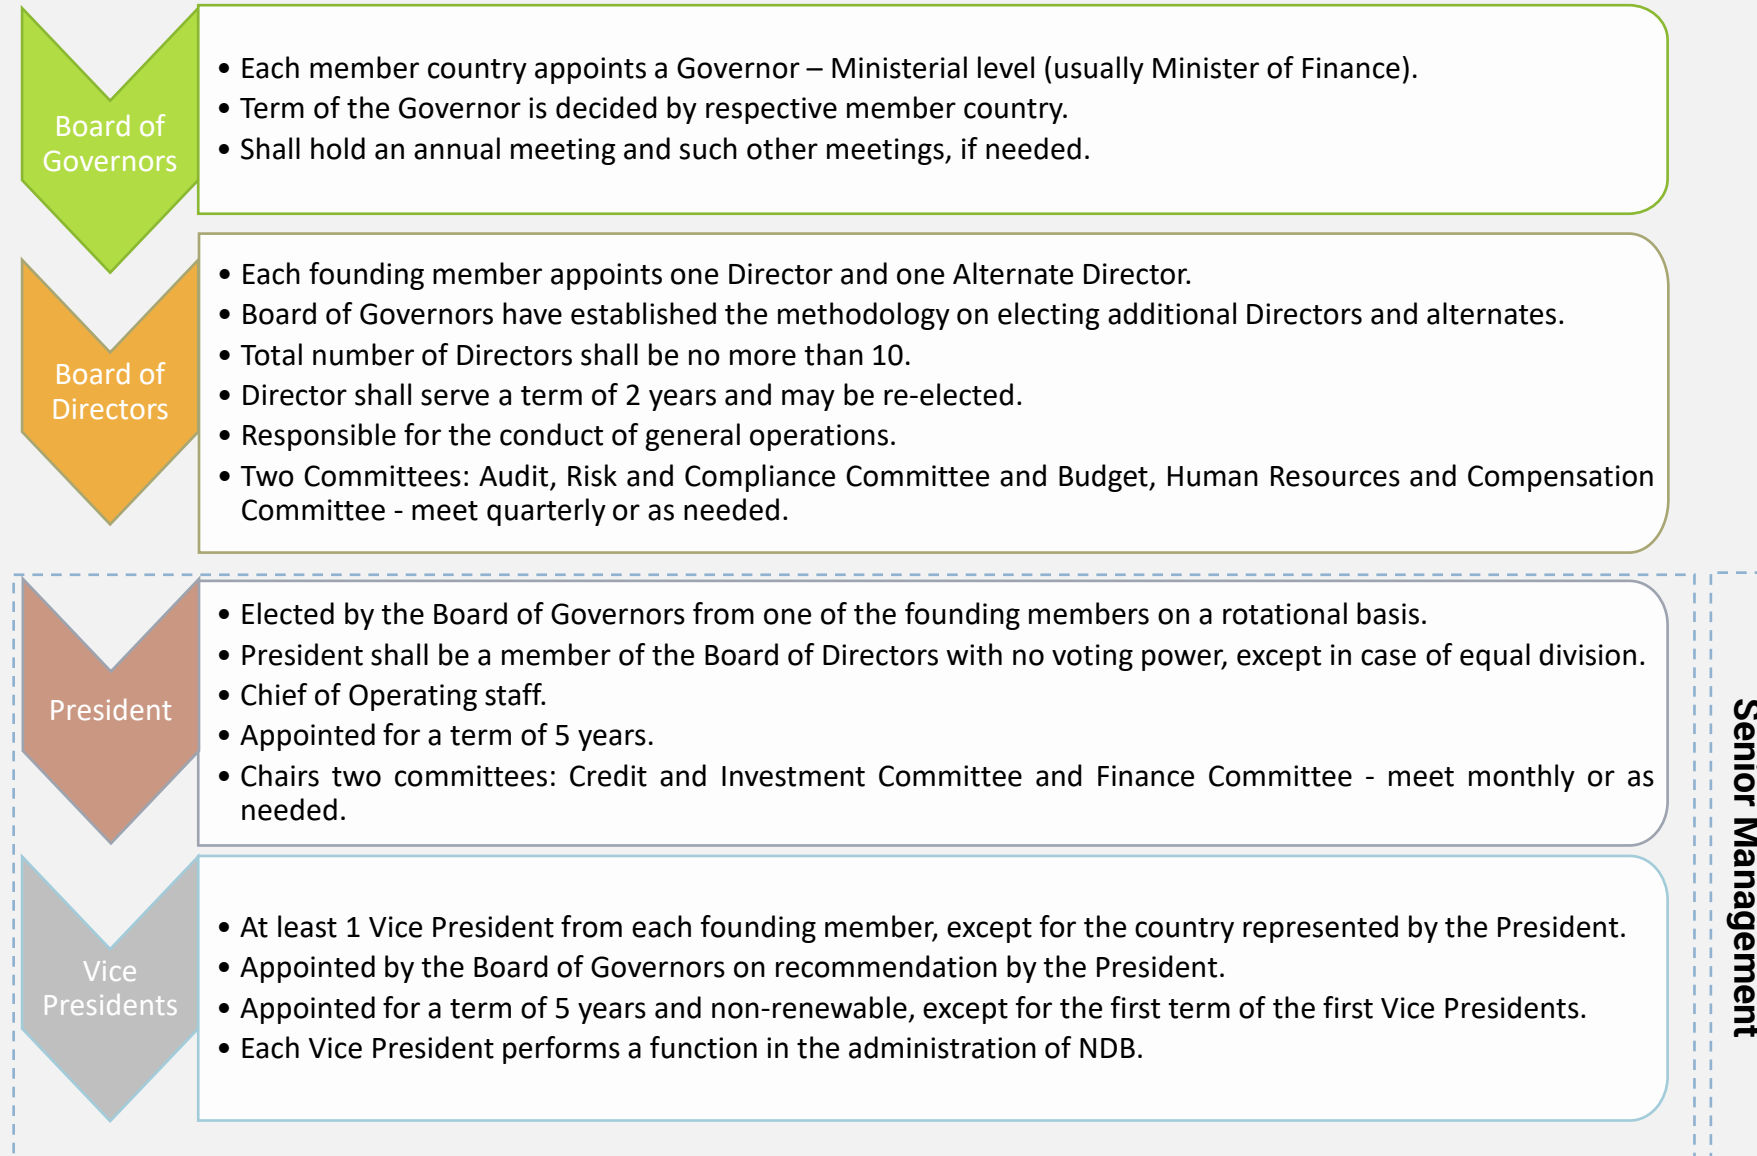 Board of
Governors
• Each member country appoints a Governor – Ministerial level (usually Minister of Finance).
• Term of the Governor is decided by respective member country.
• Shall hold an annual meeting and such other meetings, if needed.
Board of
Directors
• Each founding member appoints one Director and one Alternate Director.
• Board of Governors have established the methodology on electing additional Directors and alternates.
• Total number of Directors shall be no more than 10.
• Director shall serve a term of 2 years and may be re-elected.
• Responsible for the conduct of general operations.
• Two Committees: Audit, Risk and Compliance Committee and Budget, Human Resources and Compensation
Committee - meet quarterly or as needed.
President
• Elected by the Board of Governors from one of the founding members on a rotational basis.
• President shall be a member of the Board of Directors with no voting power, except in case of equal division.
• Chief of Operating staff.
• Appointed for a term of 5 years.
• Chairs two committees: Credit and Investment Committee and Finance Committee - meet monthly or as
needed.
Vice
Presidents
• At least 1 Vice President from each founding member, except for the country represented by the President.
• Appointed by the Board of Governors on recommendation by the President.
• Appointed for a term of 5 years and non-renewable, except for the first term of the first Vice Presidents.
• Each Vice President performs a function in the administration of NDB.
Senior Management